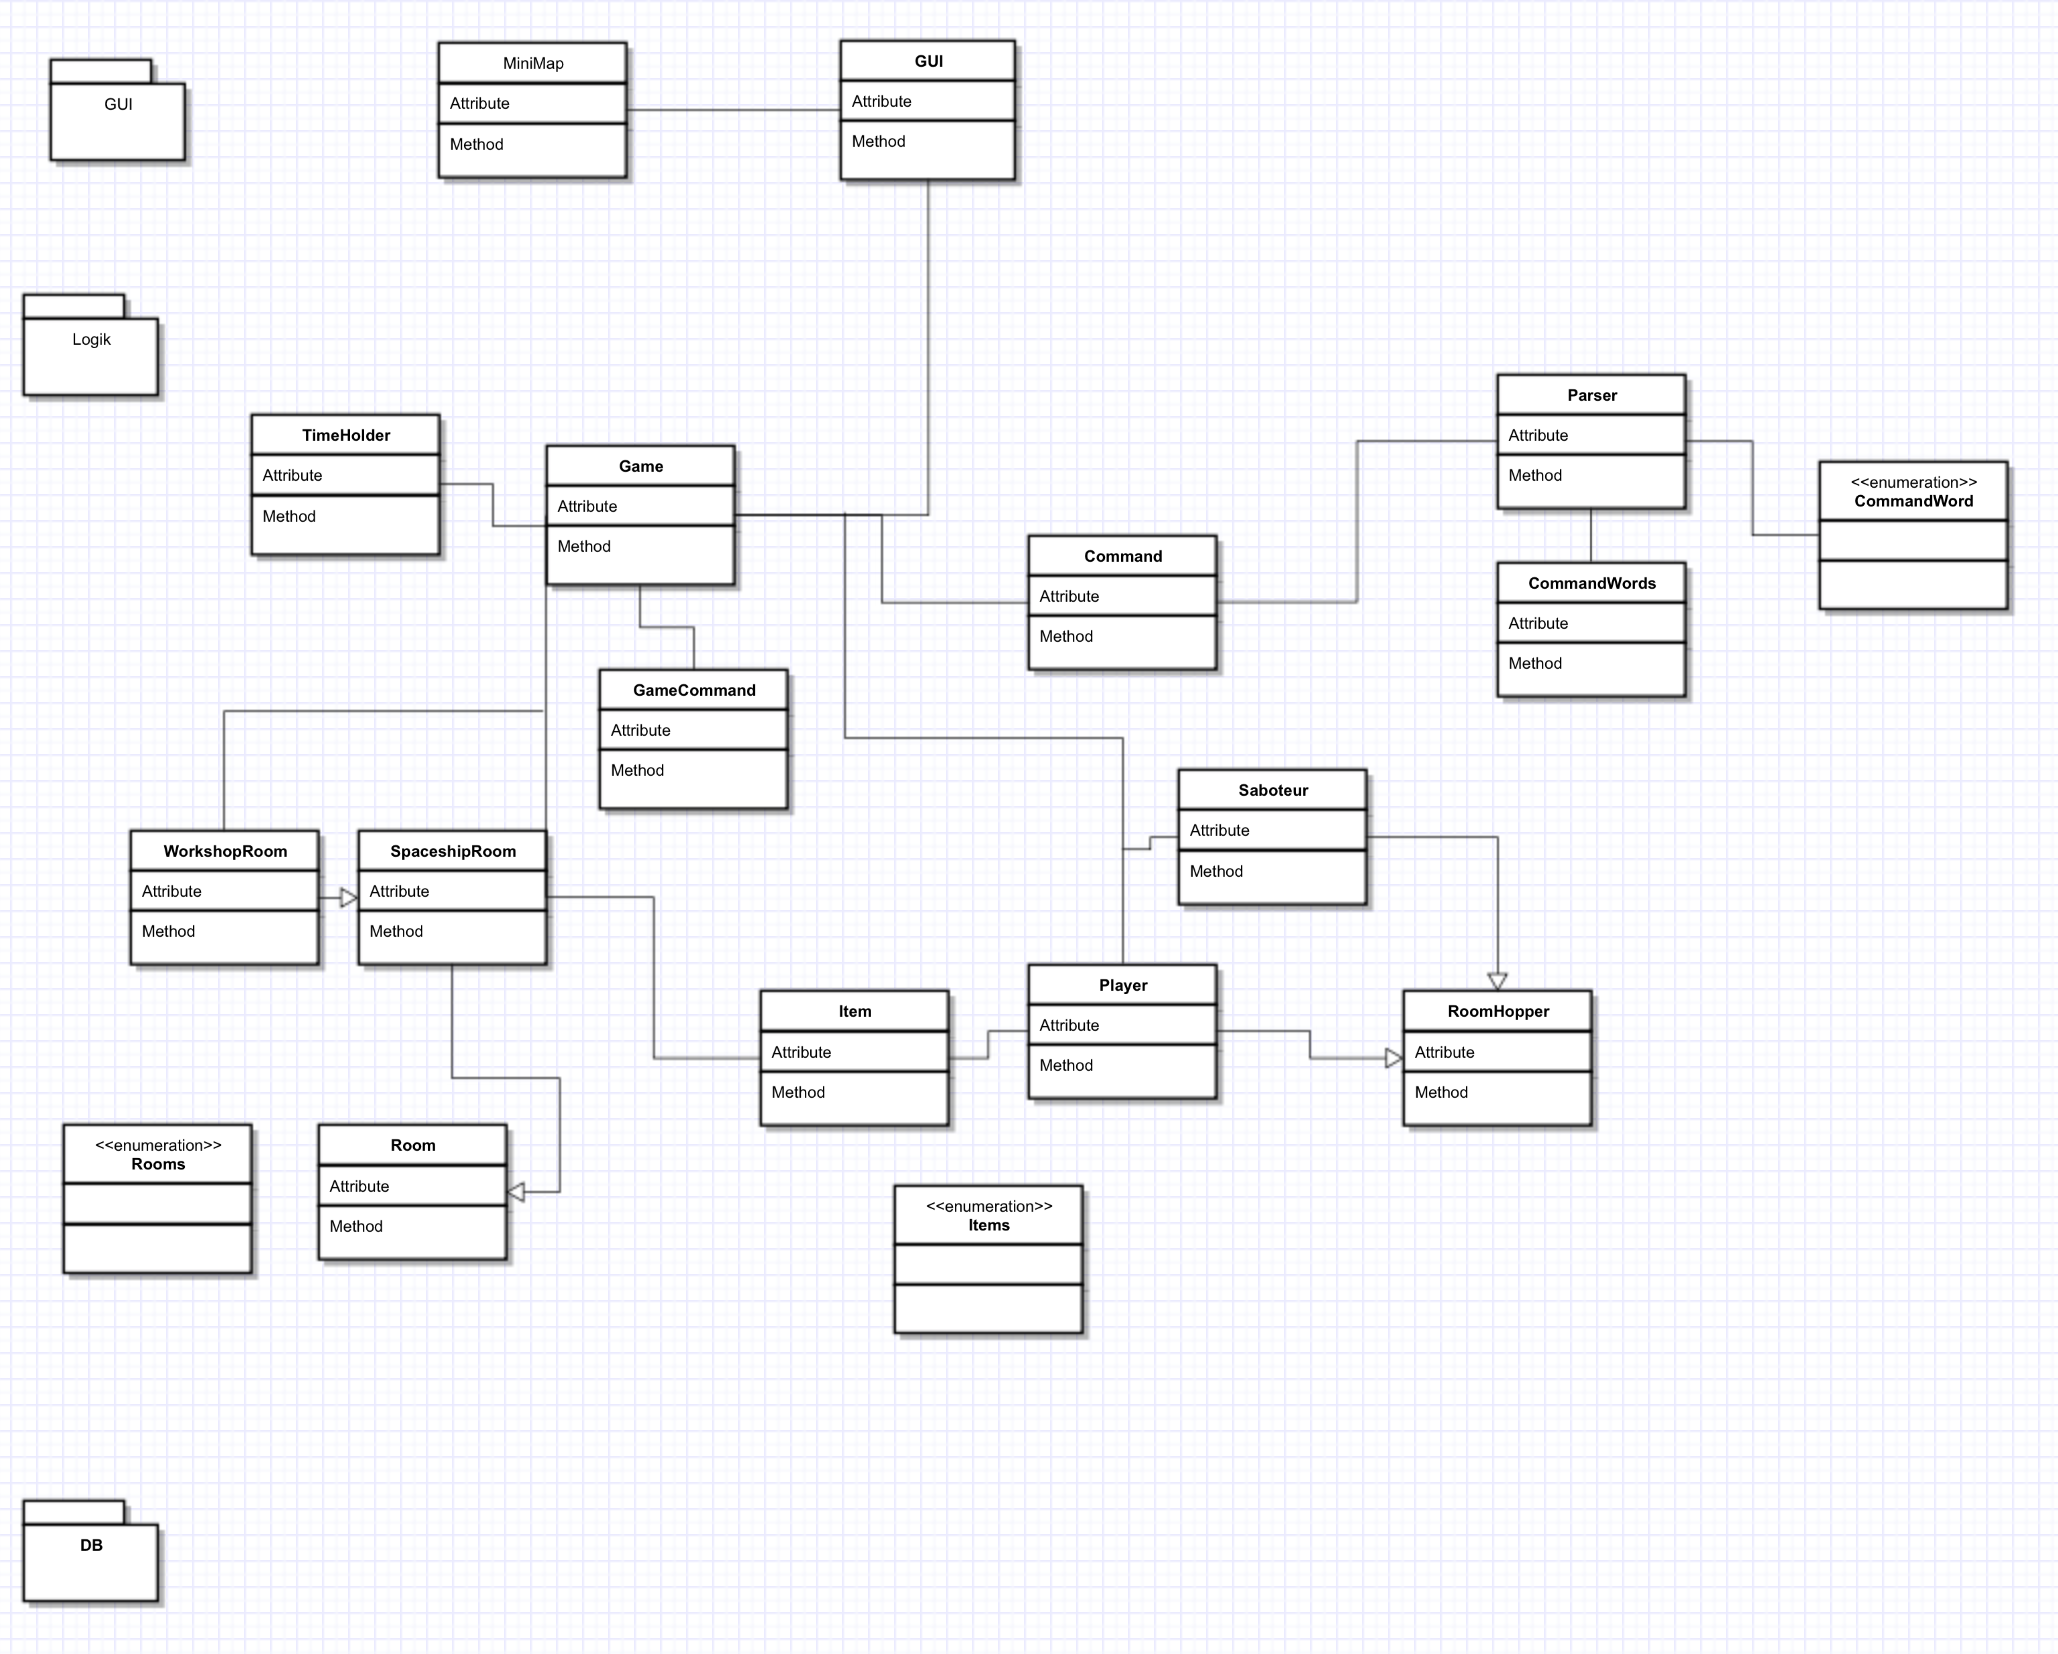 GUI
MiniMap
Attribute
Method
GUI
Attribute
Method
Logik
TimeHolder
Attribute
Method
Game
Attribute
Method
Parser
Attribute
Method
<<enumeration>>
CommandWord
Command
Attribute
Method
CommandWords
Attribute
Method
GameCommand
Attribute
Method
Saboteur
Attribute
Method
WorkshopRoom
Attribute
Method
SpaceshipRoom
Attribute
Method
Item
Attribute
Method
Player
Attribute
Method
RoomHopper
Attribute
Method
<<enumeration>>
Rooms
Room
Attribute
Method
<<enumeration>>
Items
DB